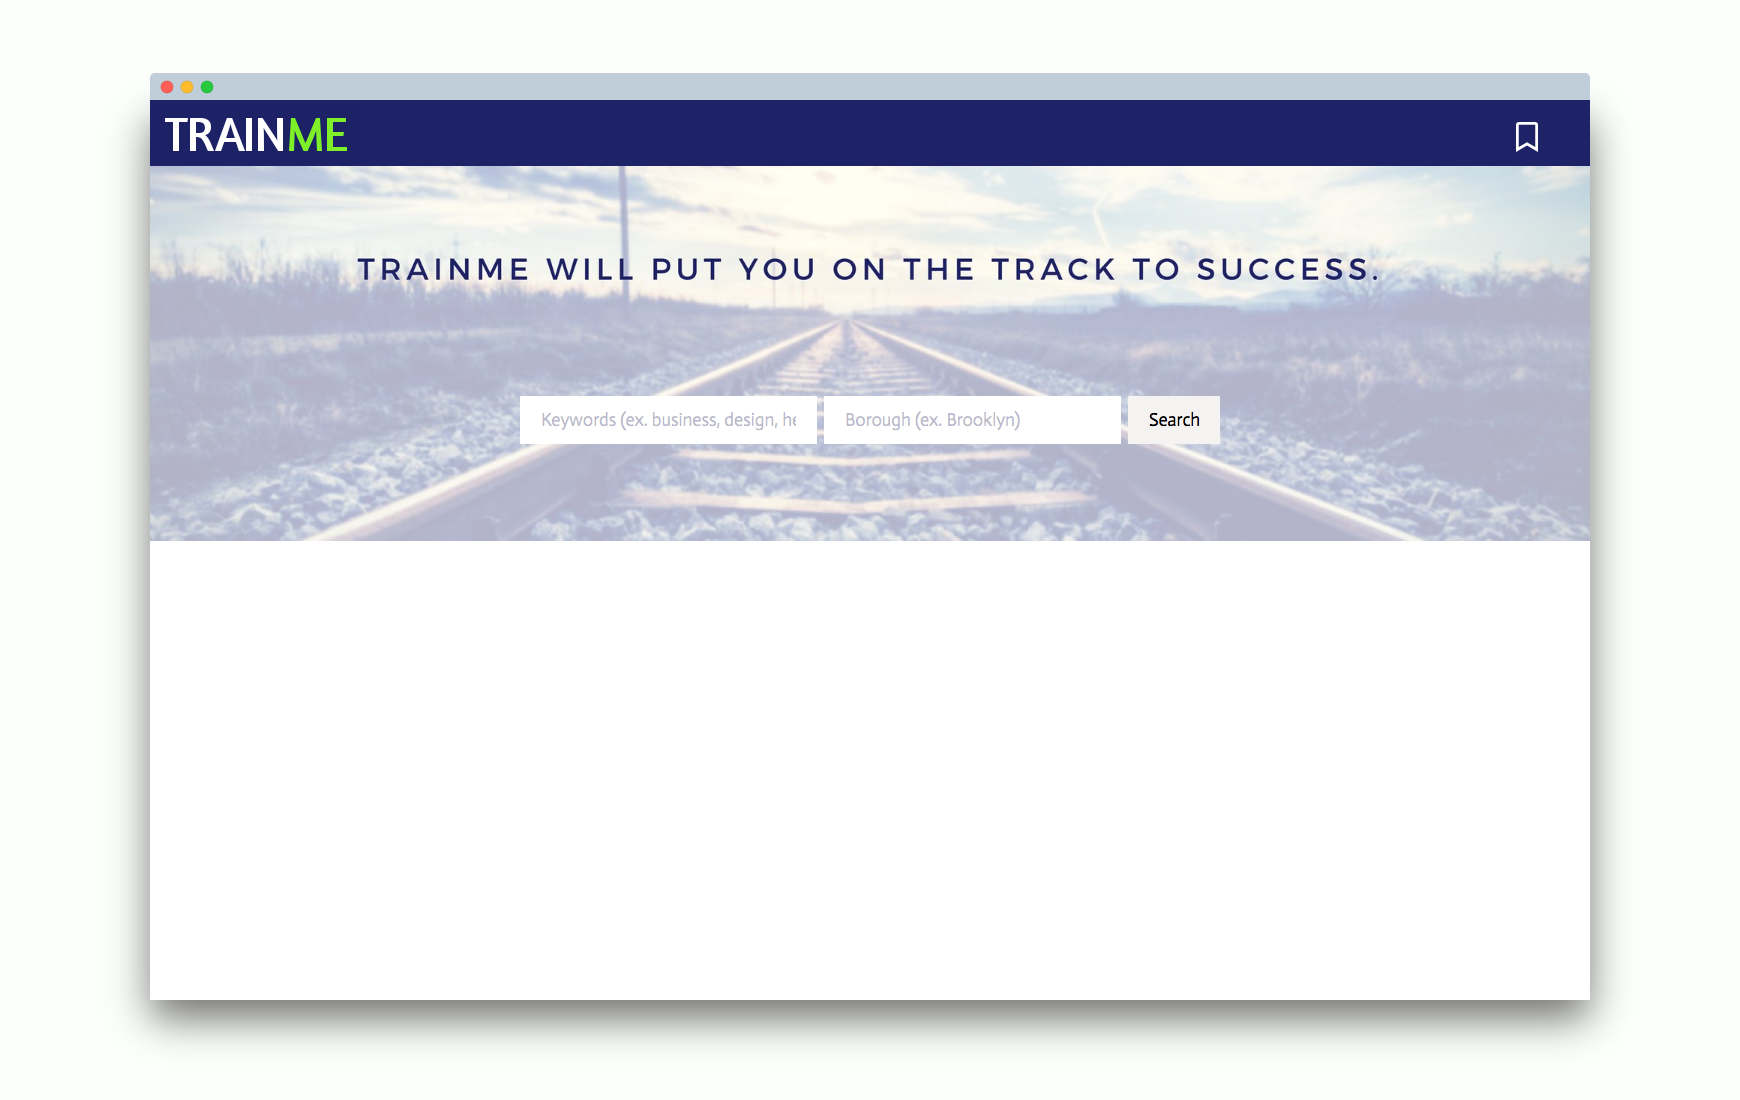 TRAINME
TRAINME WILL PUT YOU ON THE TRACK TO SUCCESS.
Keywords (ex. business, design, he
Borough (ex. Brooklyn)
Search